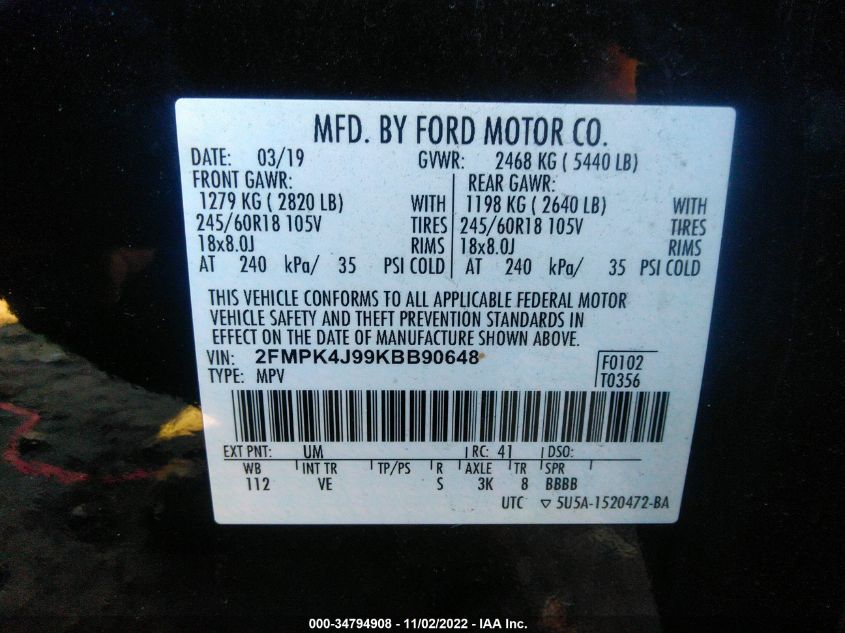 MFD. BY FORD MOTOR CO.
DATE: 03/19 GVWR: 2468 KG ( 5440 LB)
FRONT GAWR: REAR GAWR:
1279 KG ( 2820 LB) WITH 1198 KG ( 2640 LB) WITH
245/60R18 105V TIRES 245/60R18 105V TIRES
18x8.0J RIMS 18x8.0J RIMS
AT 240 kPa/ 35 PSI COLD AT 240 kPa/ 35 PSI COLD
THIS VEHICLE CONFORMS TO ALL APPLICABLE FEDERAL MOTOR
VEHICLE SAFETY AND THEFT PREVENTION STANDARDS IN
EFFECT ON THE DATE OF MANUFACTURE SHOWN ABOVE.
VIN: 2FMPK4J99KBB90648 F0102
TYPE: MPV T0356
EXT PNT: UM RC: 41 DSO:
WB INT TR TP/PS R AXLE TR SPR
112 VE S 3K 8 BBBB
UTC ▽ 5U5A-1520472-BA
000-34794908 - 11/02/2022 - IAA Inc.